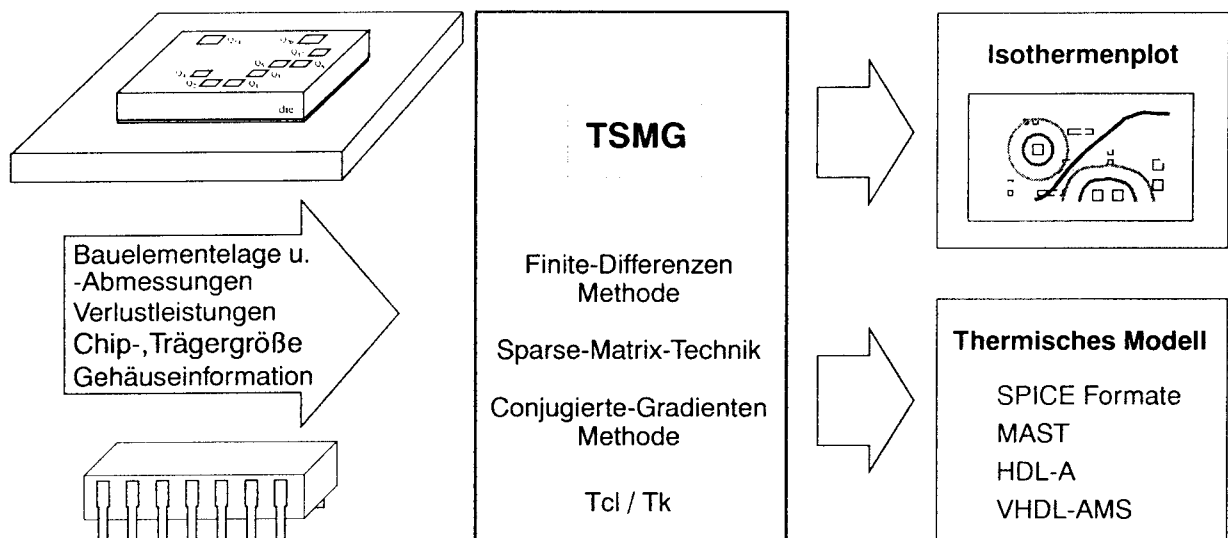 die
Bauelementelage u.
-Abmessungen
Verlustleistungen
Chip-,Trägergröße
Gehäuseinformation
TSMG
Finite-Differenzen
Methode
Sparse-Matrix-Technik
Conjugierte-Gradienten
Methode
Tcl / Tk
Isothermenplot
Thermisches Modell
SPICE Formate
MAST
HDL-A
VHDL-AMS